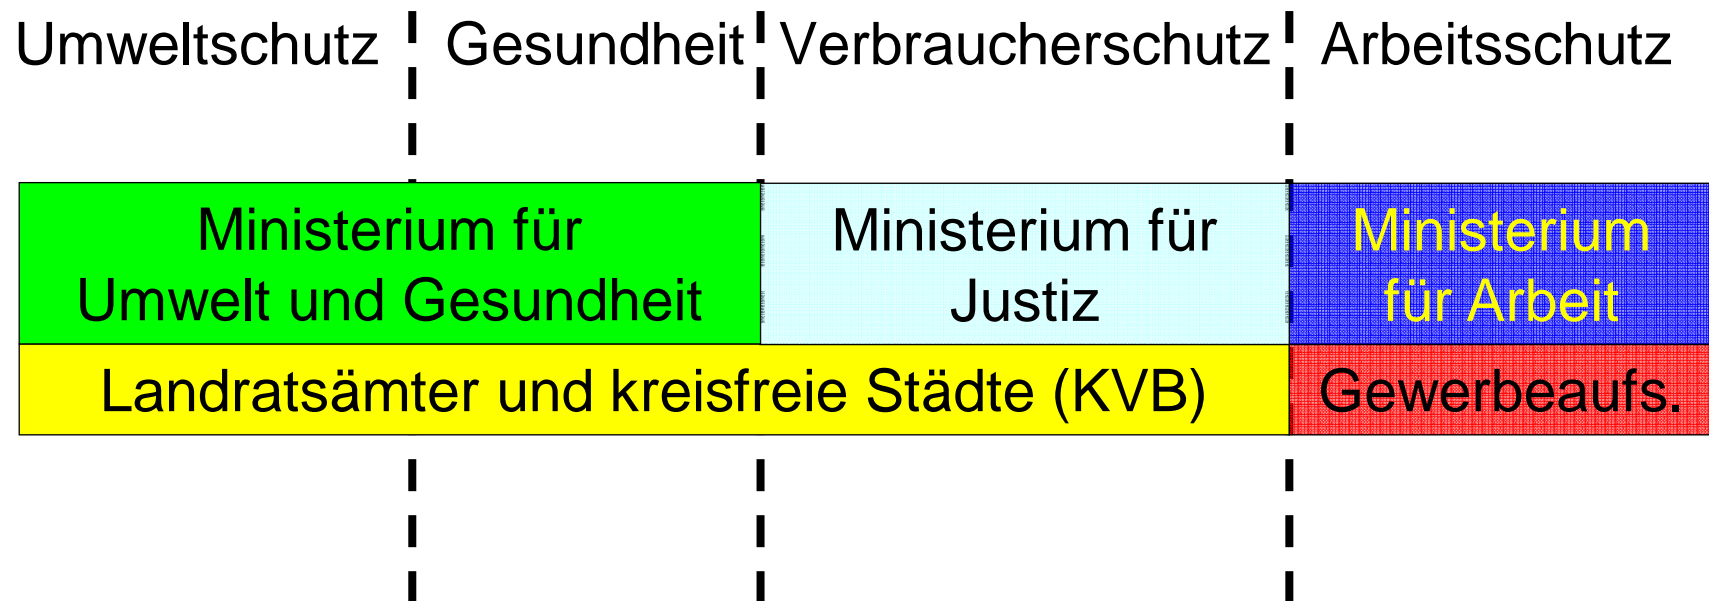 Umweltschutz Gesundheit Verbraucherschutz Arbeitsschutz
Ministerium für
Umwelt und Gesundheit
Ministerium für
Justiz
Ministerium
für Arbeit
Landratsämter und kreisfreie Städte (KVB)
Gewerbeaufs.